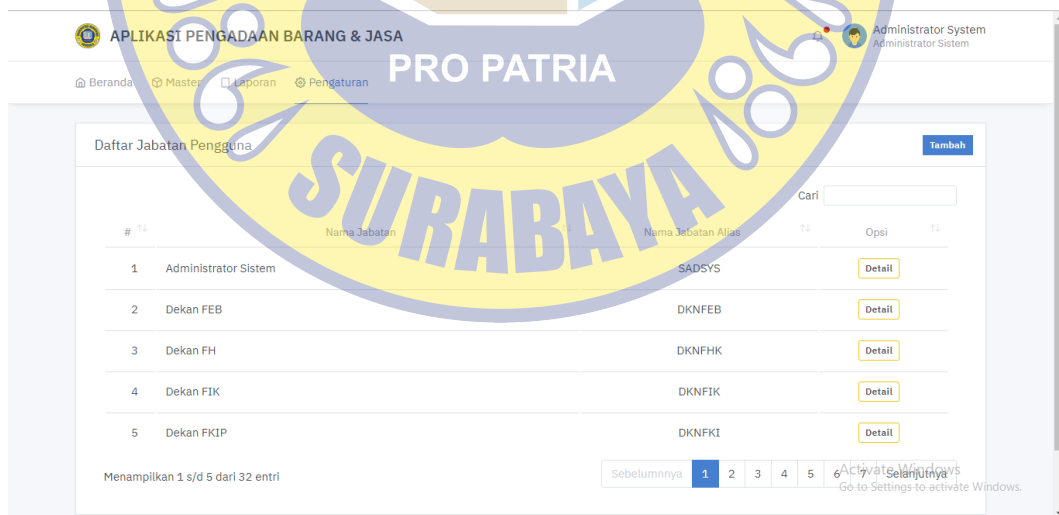 APLIKASI PENGADAAN BARANG & JASA
Administrator System
Administrator Sistem
PRO PATRIA
Beranda Master Laporan Pengaturan
SURABAYA
Daftar Jabatan Pengguna
Tambah
Cari
# Nama Jabatan Nama Jabatan Alias Opsi
1 Administrator Sistem SADSYS Detail
2 Dekan FEB DKNFEB Detail
3 Dekan FH DKNFHK Detail
4 Dekan FIK DKNFIK Detail
5 Dekan FKIP DKNFKI Detail
Menampilkan 1 s/d 5 dari 32 entri
Sebelumnnya 1 2 3 4 5 6 7 Selanjutnya
Activate Windows
Go to Settings to activate Windows.